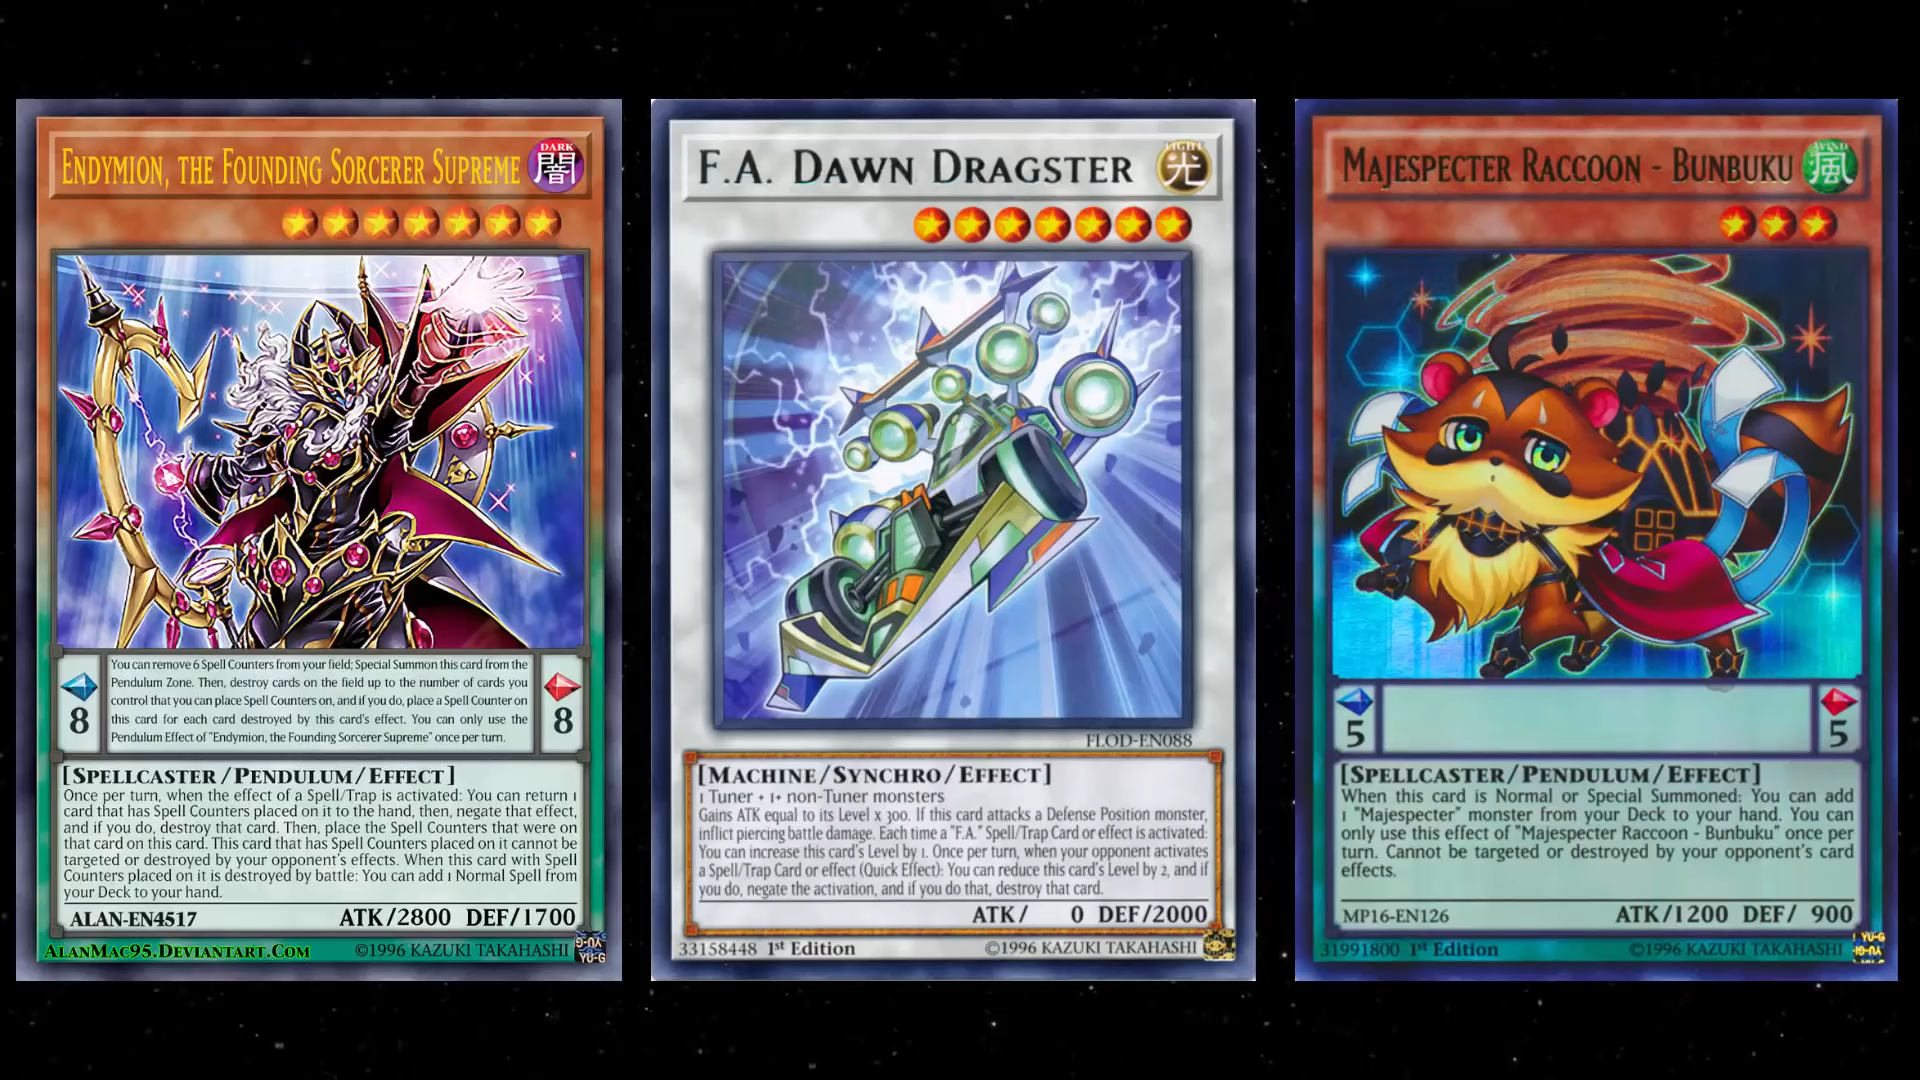 Endymion, the Founding Sorcerer Supreme
DARK
闇
8
You can remove 6 Spell Counters from your field; Special Summon this card from the
Pendulum Zone. Then, destroy cards on the field up to the number of cards you
control that you can place Spell Counters on, and if you do, place a Spell Counter on
this card for each card destroyed by this card's effect. You can only use the
Pendulum Effect of "Endymion, the Founding Sorcerer Supreme" once per turn.
8
[Spellcaster/Pendulum/Effect]
Once per turn, when the effect of a Spell/Trap is activated: You can return 1
card that has Spell Counters placed on it to the hand, then, negate that effect,
and if you do, destroy that card. Then, place the Spell Counters that were on
that card on this card. This card that has Spell Counters placed on it cannot be
targeted or destroyed by your opponent's effects. When this card with Spell
Counters placed on it is destroyed by battle: You can add 1 Normal Spell from
your Deck to your hand.
ALAN-EN4517
ATK/2800 DEF/1700
AlanMac95.Deviantart.Com
©1996 KAZUKI TAKAHASHI
F.A. Dawn Dragster
LIGHT
光
FLOD-EN088
[Machine/Synchro/Effect]
1 Tuner + 1+ non-Tuner monsters
Gains ATK equal to its Level x 300. If this card attacks a Defense Position monster,
inflict piercing battle damage. Each time a "F.A." Spell/Trap Card or effect is activated:
You can increase this card's Level by 1. Once per turn, when your opponent activates
a Spell/Trap Card or effect (Quick Effect): You can reduce this card's Level by 2, and if
you do, negate the activation, and if you do that, destroy that card.
ATK/ 0 DEF/2000
33158448 1st Edition
©1996 KAZUKI TAKAHASHI
Majespecter Raccoon - Bunbuku
WIND
風
5
5
[Spellcaster/Pendulum/Effect]
When this card is Normal or Special Summoned: You can add
1 "Majespecter" monster from your Deck to your hand. You can
only use this effect of "Majespecter Raccoon - Bunbuku" once per
turn. Cannot be targeted or destroyed by your opponent's card
effects.
MP16-EN126
ATK/1200 DEF/ 900
31991800 1st Edition
©1996 KAZUKI TAKAHASHI